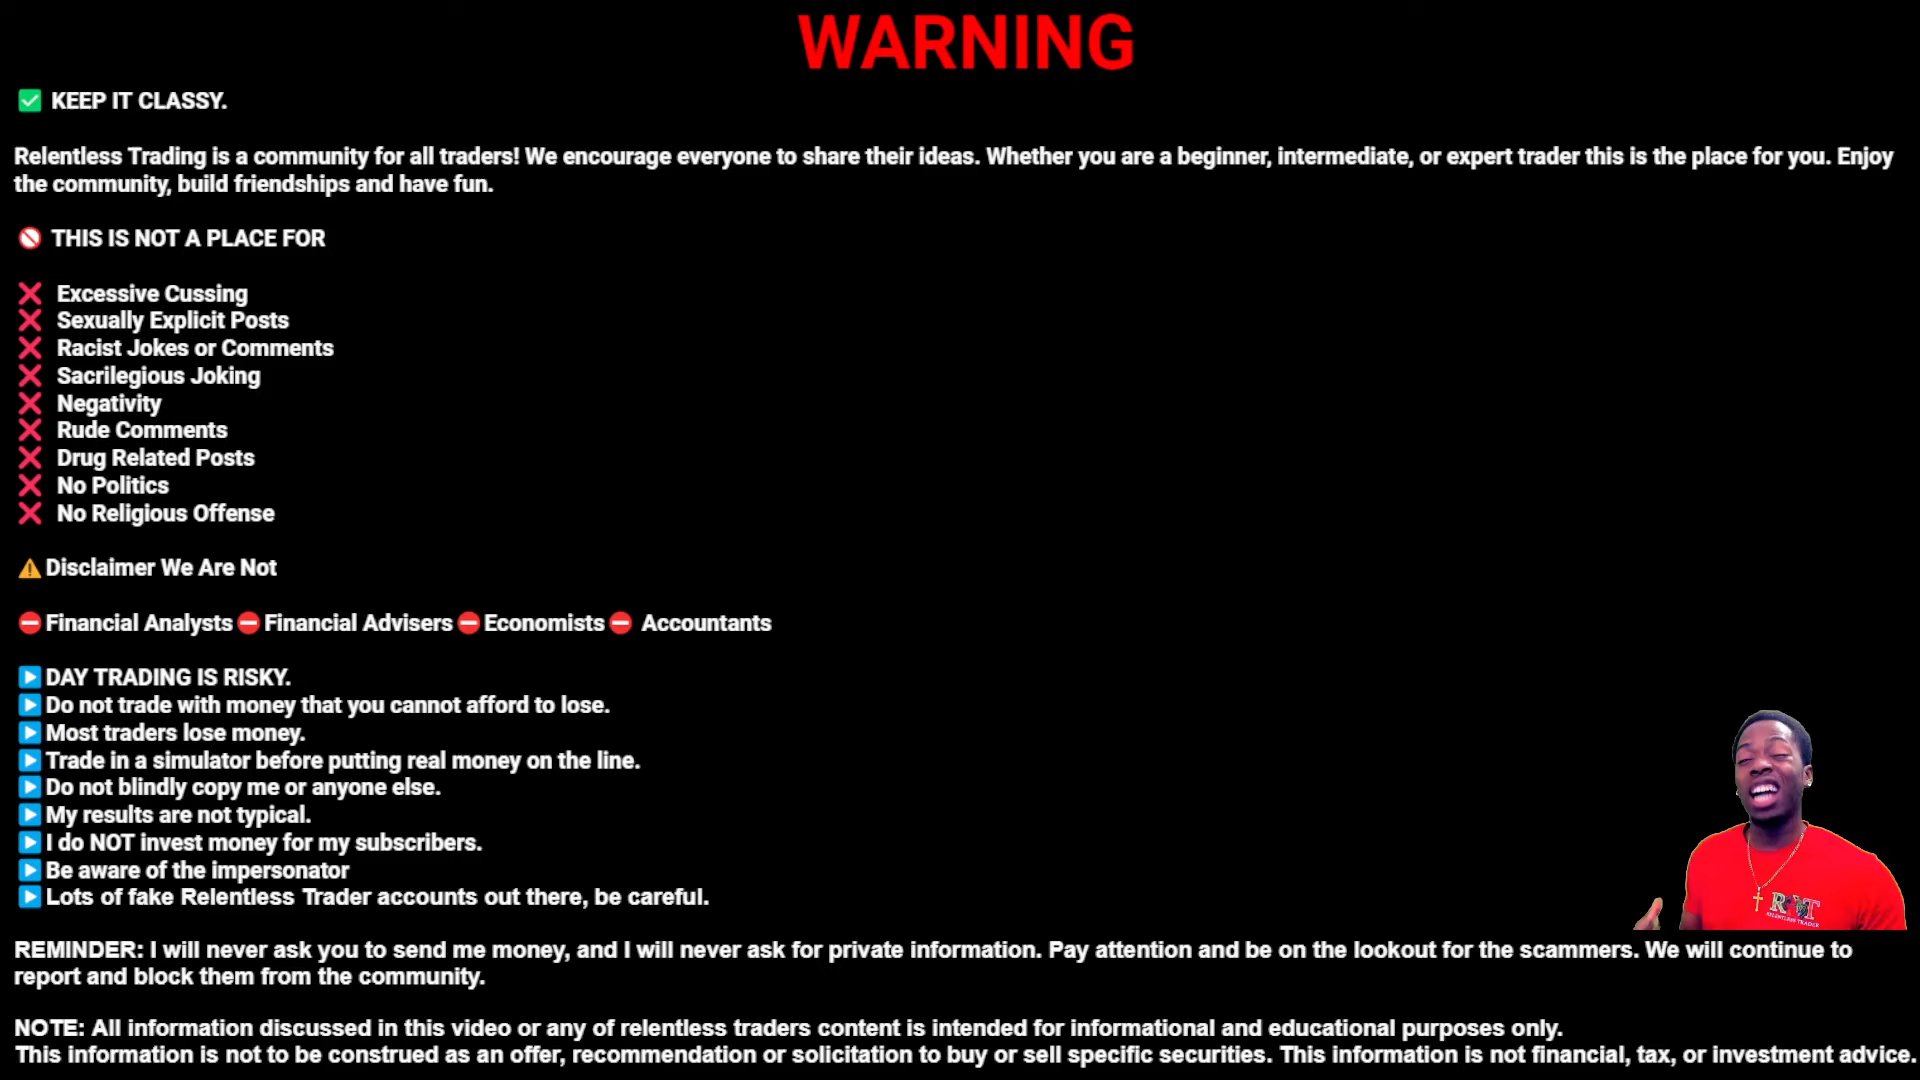 WARNING
✅ KEEP IT CLASSY.
Relentless Trading is a community for all traders! We encourage everyone to share their ideas. Whether you are a beginner, intermediate, or expert trader this is the place for you. Enjoy
the community, build friendships and have fun.
🚫 THIS IS NOT A PLACE FOR
❌ Excessive Cussing
❌ Sexually Explicit Posts
❌ Racist Jokes or Comments
❌ Sacrilegious Joking
❌ Negativity
❌ Rude Comments
❌ Drug Related Posts
❌ No Politics
❌ No Religious Offense
⚠️Disclaimer We Are Not
⛔Financial Analysts⛔Financial Advisers⛔Economists⛔ Accountants
▶️DAY TRADING IS RISKY.
▶️Do not trade with money that you cannot afford to lose.
▶️Most traders lose money.
▶️Trade in a simulator before putting real money on the line.
▶️Do not blindly copy me or anyone else.
▶️My results are not typical.
▶️I do NOT invest money for my subscribers.
▶️Be aware of the impersonator
▶️Lots of fake Relentless Trader accounts out there, be careful.
RELENTLESS TRADER
REMINDER: I will never ask you to send me money, and I will never ask for private information. Pay attention and be on the lookout for the scammers. We will continue to
report and block them from the community.
NOTE: All information discussed in this video or any of relentless traders content is intended for informational and educational purposes only.
This information is not to be construed as an offer, recommendation or solicitation to buy or sell specific securities. This information is not financial, tax, or investment advice.